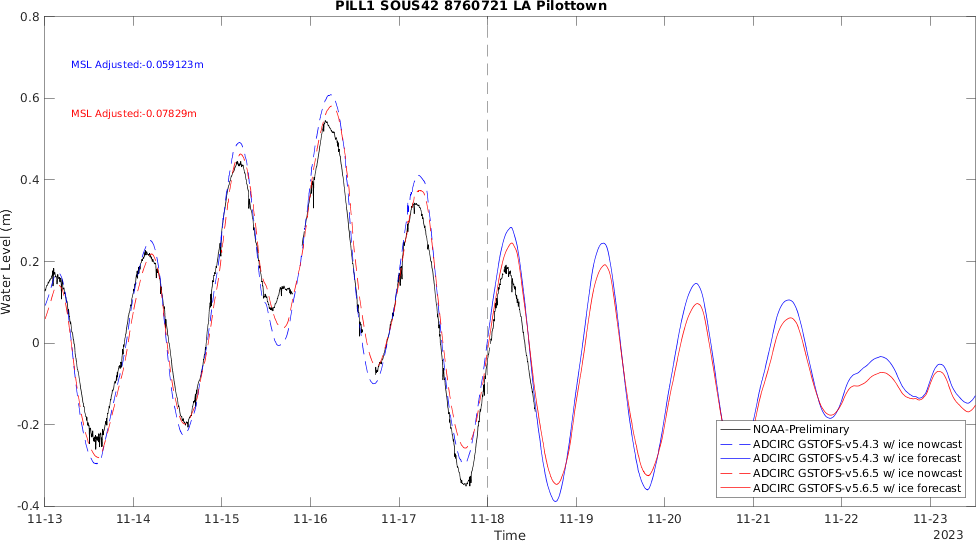 PILL1 SOUS42 8760721 LA Pilottown
0.8
MSL Adjusted:-0.059123m
0.6
MSL Adjusted:-0.07829m
0.4
Water Level (m)
0.2
0
-0.2
-0.4
NOAA-Preliminary
ADCIRC GSTOFS-v5.4.3 w/ ice nowcast
ADCIRC GSTOFS-v5.4.3 w/ ice forecast
ADCIRC GSTOFS-v5.6.5 w/ ice nowcast
ADCIRC GSTOFS-v5.6.5 w/ ice forecast
11-13 11-14 11-15 11-16 11-17 11-18 11-19 11-20 11-21 11-22 11-23
Time
2023